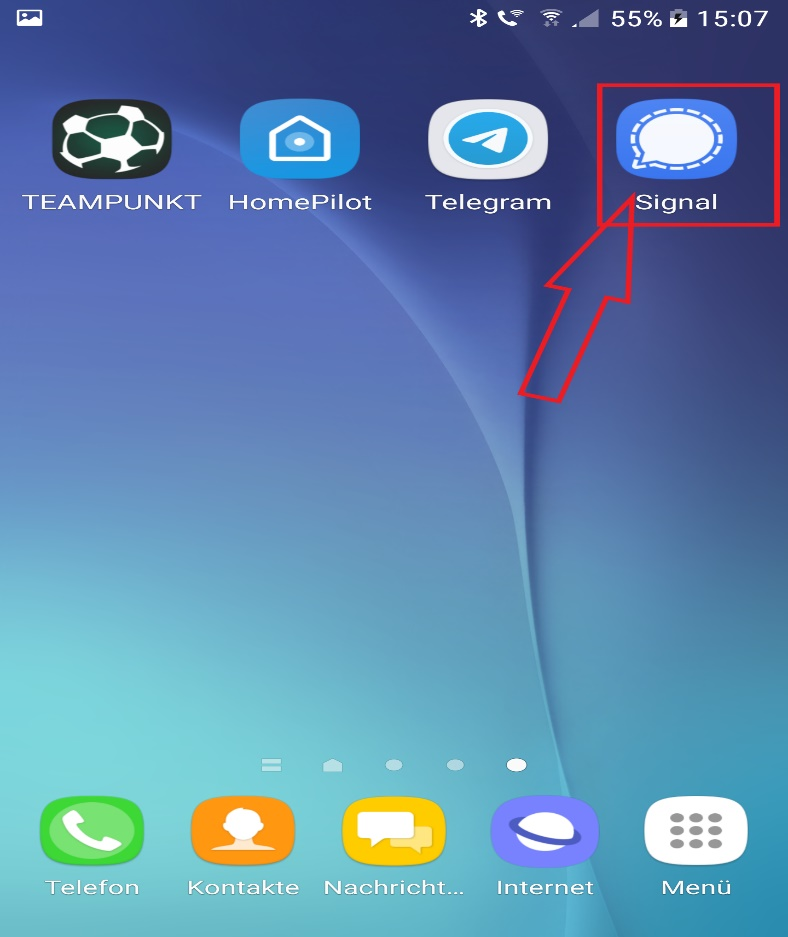 55% 15:07
TEAMPUNKT HomePilot Telegram Signal
Telefon Kontakte Nachricht... Internet Menü